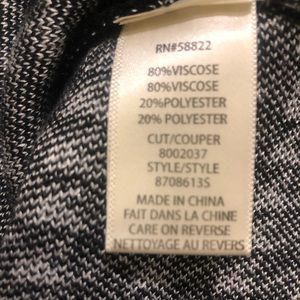 RN#58822
80%VISCOSE
80%VISCOSE
20%POLYESTER
20% POLYESTER
CUT/COUPER
8002037
STYLE/STYLE
8708613S
MADE IN CHINA
FAIT DANS LA CHINE
CARE ON REVERSE
NETTOYAGE AU REVERS